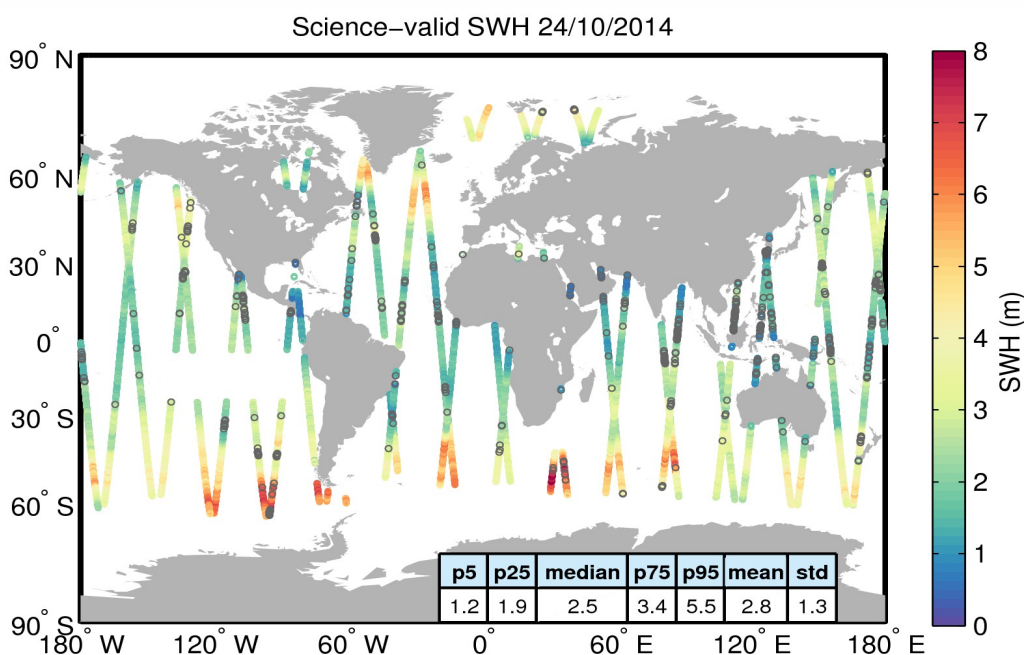 Science−valid SWH 24/10/2014
90° N
60° N
30° N
0°
30° S
60° S
90° S
180° W
120° W
60° W
0°
60° E
120° E
180° E
p5 p25 median p75 p95 mean std
1.2 1.9 2.5 3.4 5.5 2.8 1.3
8
7
6
5
4
3
2
1
0
SWH (m)